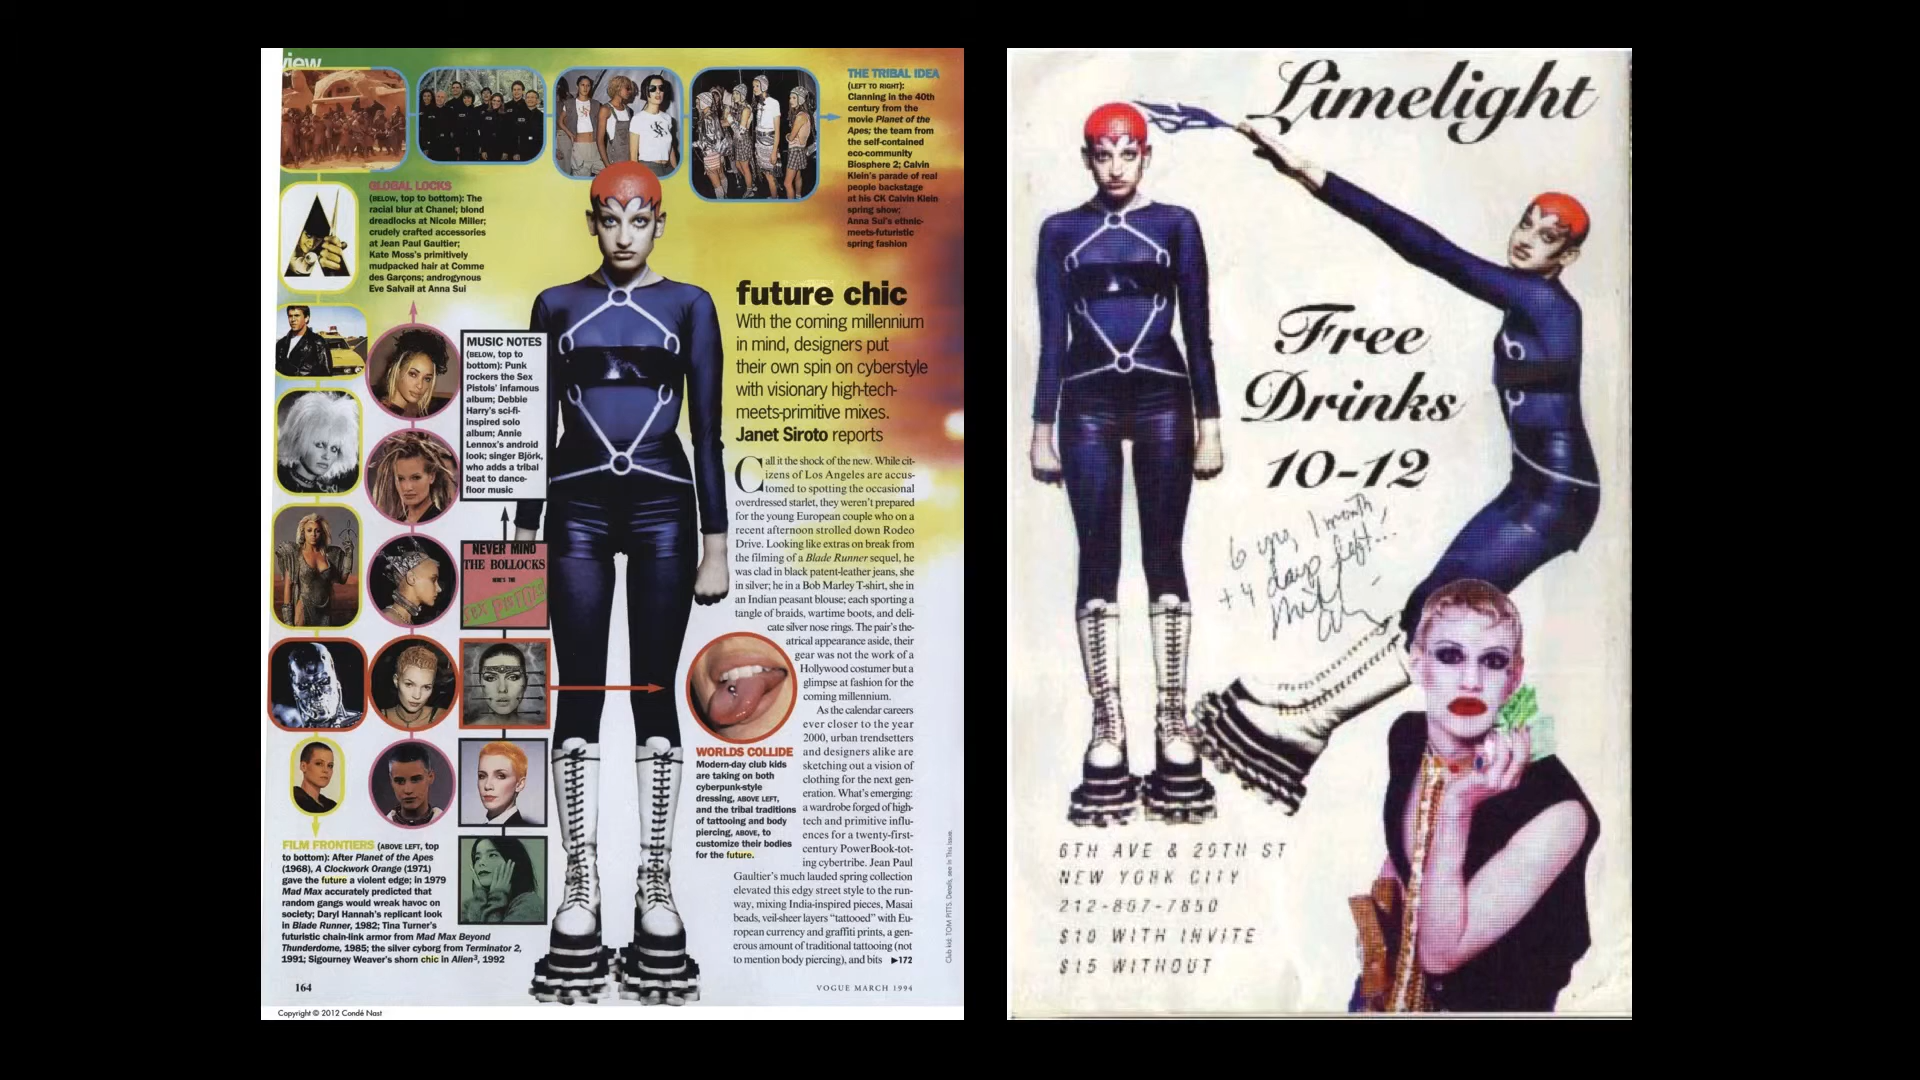 view
THE TRIBAL IDEA
(LEFT TO RIGHT):
Clanning in the 40th
century from the
movie Planet of the
Apes; the team from
the self-contained
eco-community
Biosphere 2; Calvin
Klein's parade of real
people backstage
at his CK Calvin Klein
spring show;
Anna Sui's ethnic-
meets-futuristic
spring fashion
GLOBAL LOCKS
(BELOW, top to bottom): The
racial blur at Chanel; blond
dreadlocks at Nicole Miller;
crudely crafted accessories
at Jean Paul Gaultier;
Kate Moss's primitively
mudpacked hair at Comme
des Garçons; androgynous
Eve Salvail at Anna Sui
MUSIC NOTES
(BELOW, top to
bottom): Punk
rockers the Sex
Pistols' infamous
album; Debbie
Harry's sci-fi-
inspired solo
album; Annie
Lennox's android
look; singer Björk,
who adds a tribal
beat to dance-
floor music
NEVER MIND
THE BOLLOCKS
HERE'S THE
SEX PISTOLS
future chic
With the coming millennium
in mind, designers put
their own spin on cyberstyle
with visionary high-tech-
meets-primitive mixes.
Janet Siroto reports
Call it the shock of the new. While cit-
izens of Los Angeles are accus-
tomed to spotting the occasional
overdressed starlet, they weren't prepared
for the young European couple who on a
recent afternoon strolled down Rodeo
Drive. Looking like extras on break from
the filming of a Blade Runner sequel, he
was clad in black patent-leather jeans, she
in silver; he in a Bob Marley T-shirt, she in
an Indian peasant blouse; each sporting a
tangle of braids, wartime boots, and deli-
cate silver nose rings. The pair's the-
atrical appearance aside, their
gear was not the work of a
Hollywood costumer but a
glimpse at fashion for the
coming millennium.
As the calendar careers
ever closer to the year
2000, urban trendsetters
and designers alike are
sketching out a vision of
clothing for the next gen-
eration. What's emerging:
a wardrobe forged of high-
tech and primitive influ-
ences for a twenty-first-
century PowerBook-tot-
ing cybertribe. Jean Paul
Gaultier's much lauded spring collection
elevated this edgy street style to the run-
way, mixing India-inspired pieces, Masai
beads, veil-sheer layers "tattooed" with Eu-
ropean currency and graffiti prints, a gen-
erous amount of traditional tattooing (not
to mention body piercing), and bits ▶172
WORLDS COLLIDE
Modern-day club kids
are taking on both
cyberpunk-style
dressing, ABOVE LEFT,
and the tribal traditions
of tattooing and body
piercing, ABOVE, to
customize their bodies
for the future.
FILM FRONTIERS (ABOVE LEFT, top
to bottom): After Planet of the Apes
(1968), A Clockwork Orange (1971)
gave the future a violent edge; in 1979
Mad Max accurately predicted that
random gangs would wreak havoc on
society; Daryl Hannah's replicant look
in Blade Runner, 1982; Tina Turner's
futuristic chain-link armor from Mad Max Beyond
Thunderdome, 1985; the silver cyborg from Terminator 2,
1991; Sigourney Weaver's shorn chic in Alien³, 1992
Club kid: TOM PITTS. Details, see In This Issue.
164
VOGUE MARCH 1994
Copyright © 2012 Condé Nast
Limelight
Free
Drinks
10-12
6 yrs, 1 month
+ 4 days left...!
6TH AVE & 20TH ST
NEW YORK CITY
212-807-7850
$10 WITH INVITE
$15 WITHOUT